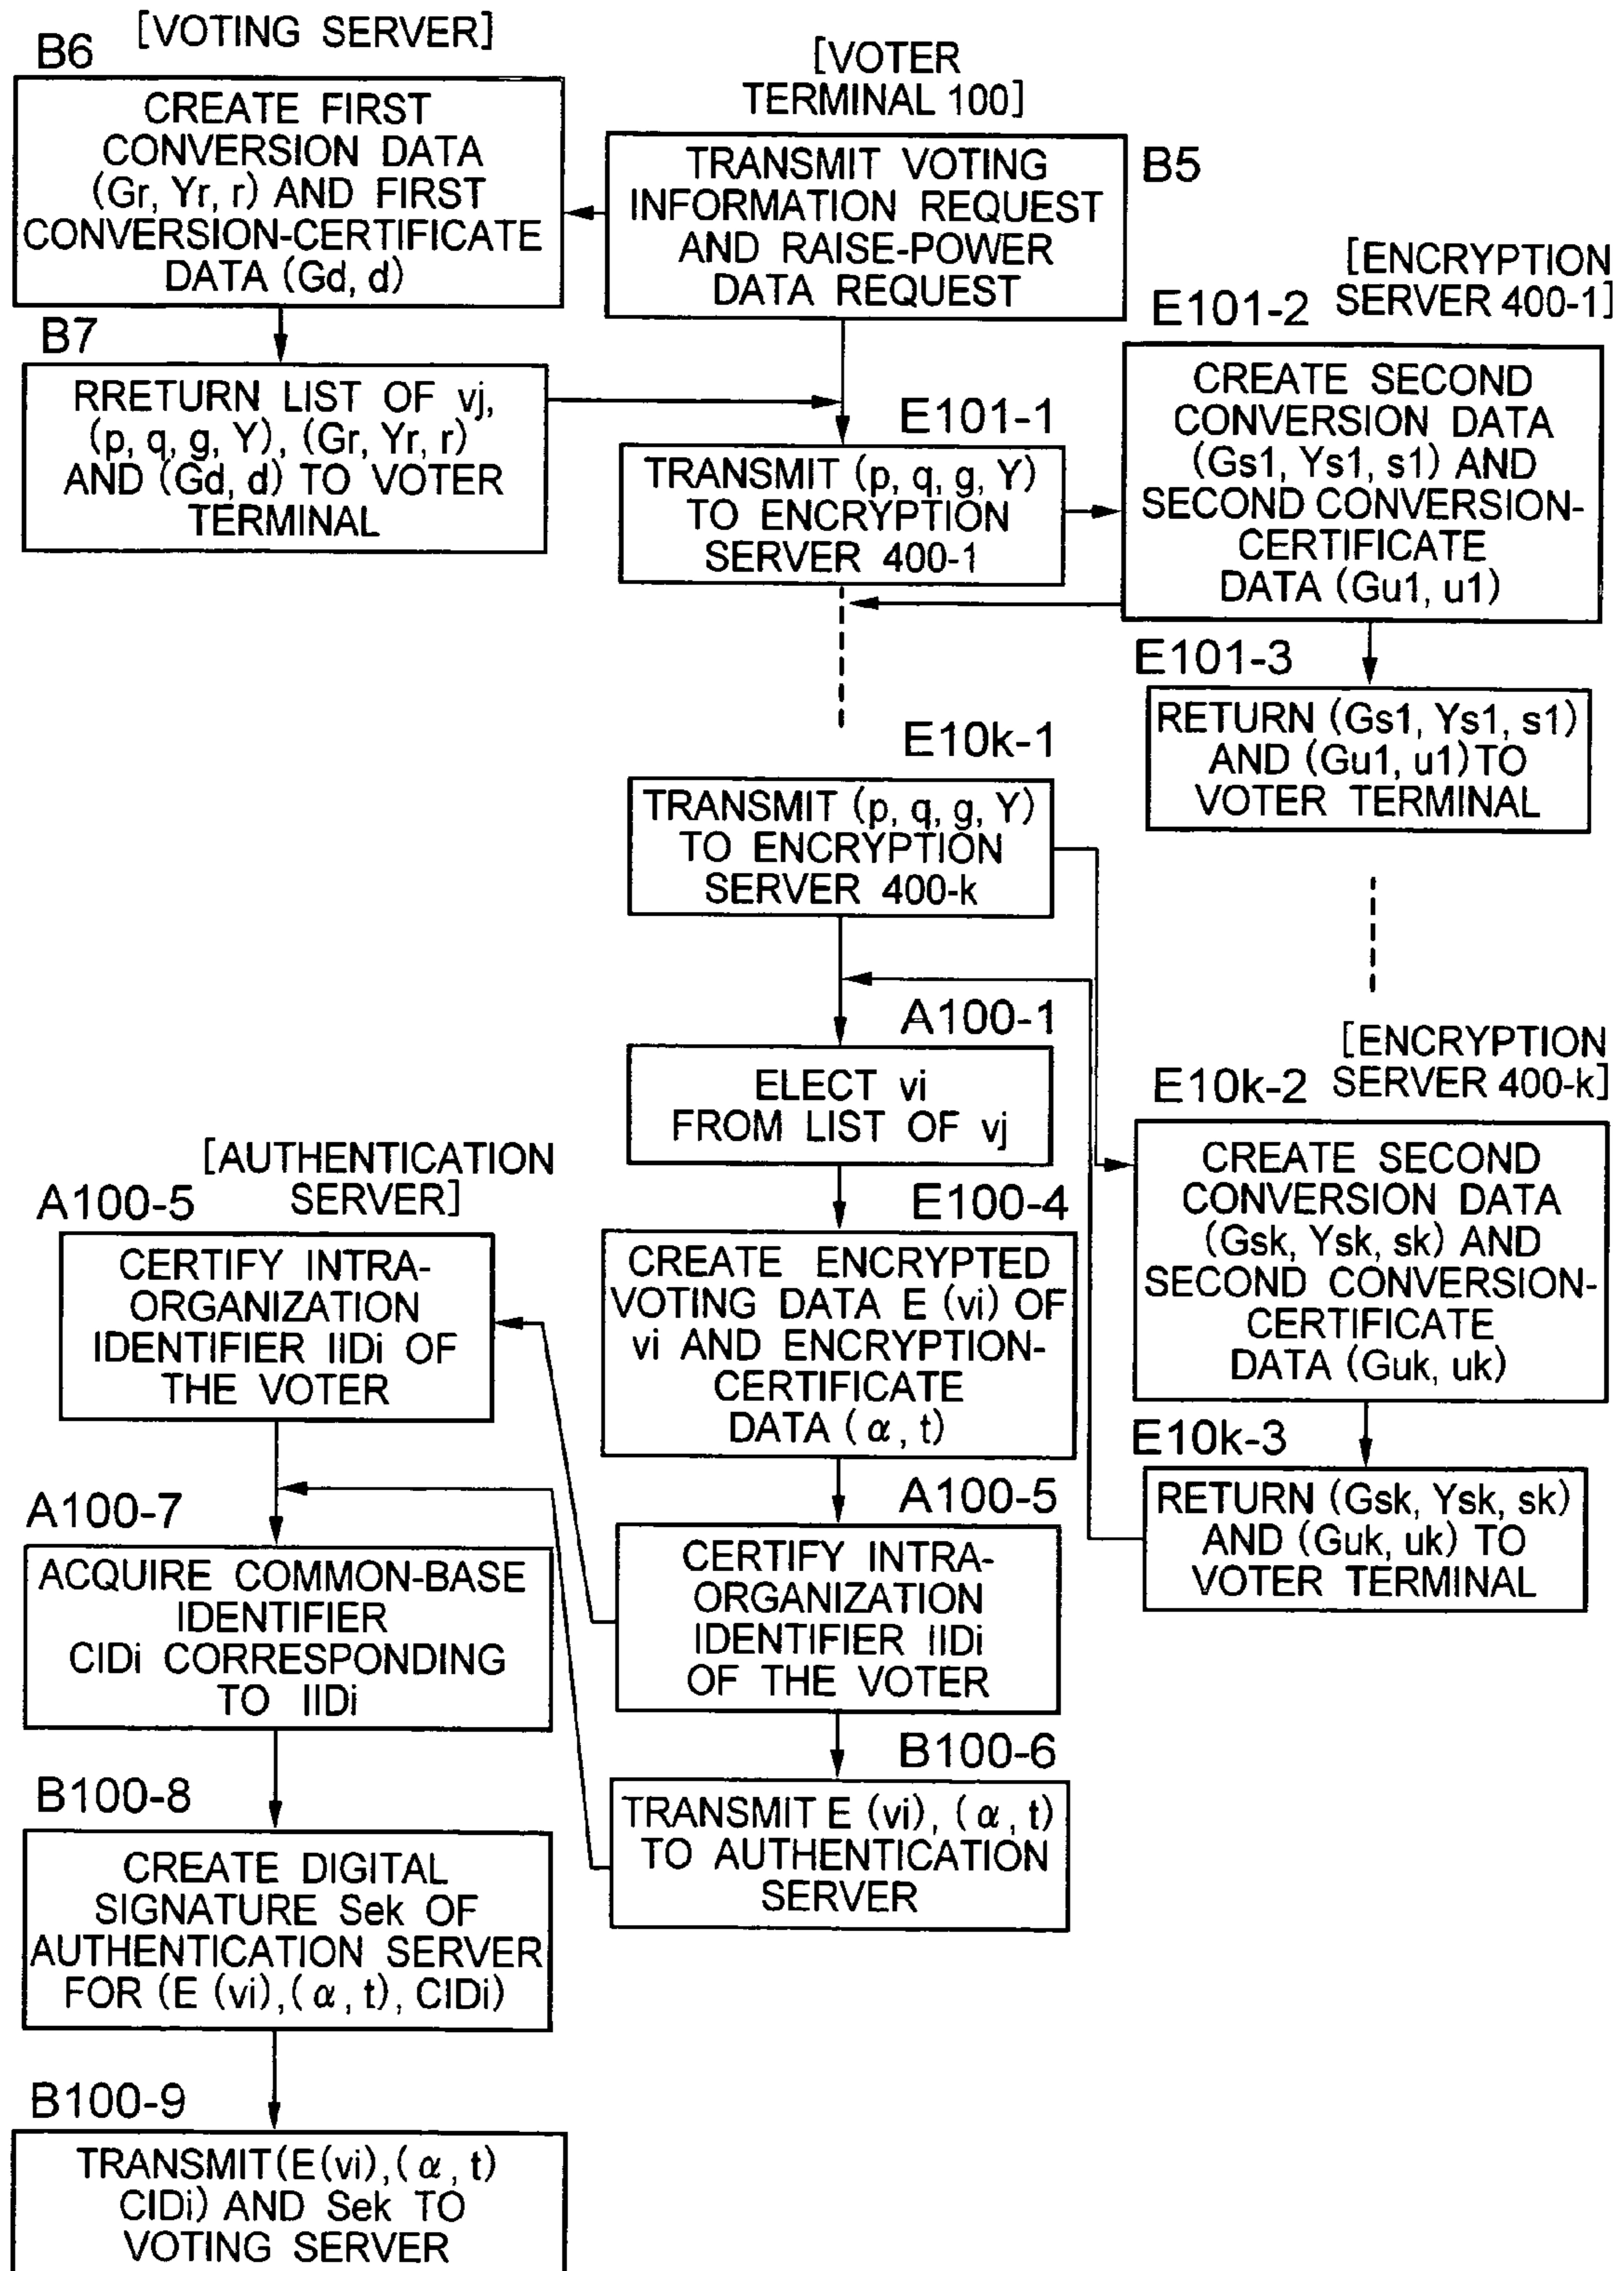 [VOTING SERVER]
B6
CREATE FIRST
CONVERSION DATA
(Gr, Yr, r) AND FIRST
CONVERSION-CERTIFICATE
DATA (Gd, d)
[VOTER
TERMINAL 100]
TRANSMIT VOTING
INFORMATION REQUEST
AND RAISE-POWER
DATA REQUEST
B5
B7
RRETURN LIST OF vj,
(p, q, g, Y), (Gr, Yr, r)
AND (Gd, d) TO VOTER
TERMINAL
E101-1
TRANSMIT (p, q, g, Y)
TO ENCRYPTION
SERVER 400-1
[ENCRYPTION
SERVER 400-1]
E101-2
CREATE SECOND
CONVERSION DATA
(Gs1, Ys1, s1) AND
SECOND CONVERSION-
CERTIFICATE
DATA (Gu1, u1)
E101-3
RETURN (Gs1, Ys1, s1)
AND (Gu1, u1) TO
VOTER TERMINAL
E10k-1
TRANSMIT (p, q, g, Y)
TO ENCRYPTION
SERVER 400-k
A100-1
ELECT vi
FROM LIST OF vj
[ENCRYPTION
SERVER 400-k]
E10k-2
CREATE SECOND
CONVERSION DATA
(Gsk, Ysk, sk) AND
SECOND CONVERSION-
CERTIFICATE
DATA (Guk, uk)
E10k-3
RETURN (Gsk, Ysk, sk)
AND (Guk, uk) TO
VOTER TERMINAL
E100-4
CREATE ENCRYPTED
VOTING DATA E (vi) OF
vi AND ENCRYPTION-
CERTIFICATE
DATA (α, t)
A100-5
CERTIFY INTRA-
ORGANIZATION
IDENTIFIER IIDi
OF THE VOTER
B100-6
TRANSMIT E (vi), (α, t)
TO AUTHENTICATION
SERVER
[AUTHENTICATION
SERVER]
A100-5
CERTIFY INTRA-
ORGANIZATION
IDENTIFIER IIDi OF
THE VOTER
A100-7
ACQUIRE COMMON-BASE
IDENTIFIER
CIDi CORRESPONDING
TO IIDi
B100-8
CREATE DIGITAL
SIGNATURE Sek OF
AUTHENTICATION SERVER
FOR (E (vi), (α, t), CIDi)
B100-9
TRANSMIT (E (vi), (α, t)
CIDi) AND Sek TO
VOTING SERVER